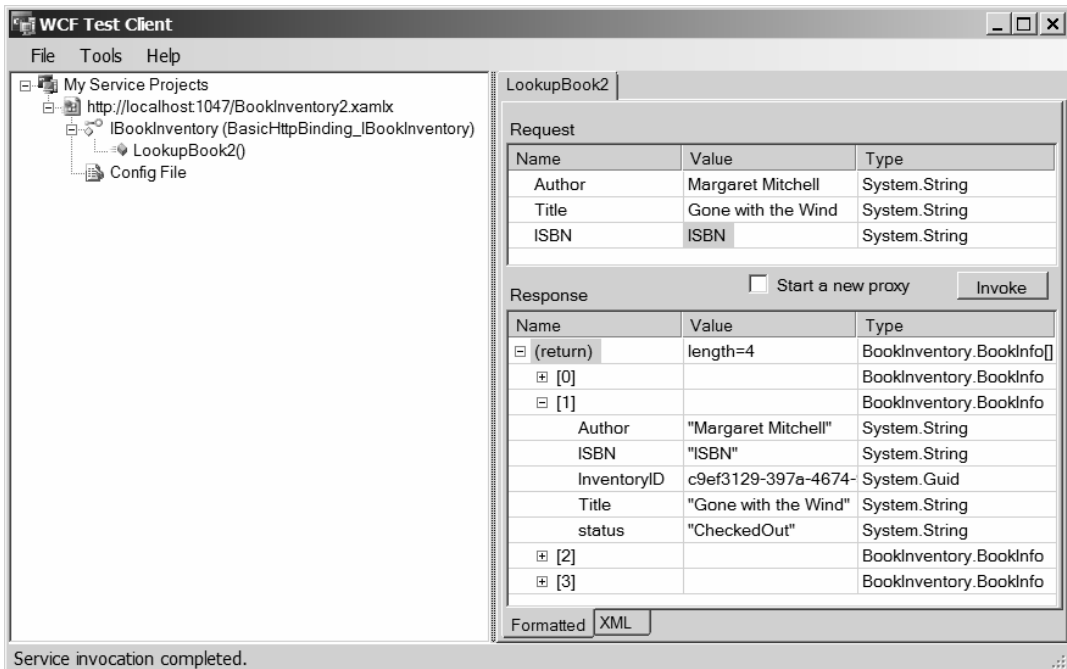 WCF Test Client
File Tools Help
My Service Projects
http://localhost:1047/BookInventory2.xamlx
IBookInventory (BasicHttpBinding_IBookInventory)
LookupBook2()
Config File
LookupBook2
Request
Name Value Type
Author Margaret Mitchell System.String
Title Gone with the Wind System.String
ISBN ISBN System.String
Start a new proxy Invoke
Response
Name Value Type
(return) length=4 BookInventory.BookInfo[]
[0] BookInventory.BookInfo
[1] BookInventory.BookInfo
Author "Margaret Mitchell" System.String
ISBN "ISBN" System.String
InventoryID c9ef3129-397a-4674- System.Guid
Title "Gone with the Wind" System.String
status "CheckedOut" System.String
[2] BookInventory.BookInfo
[3] BookInventory.BookInfo
Formatted XML
Service invocation completed.